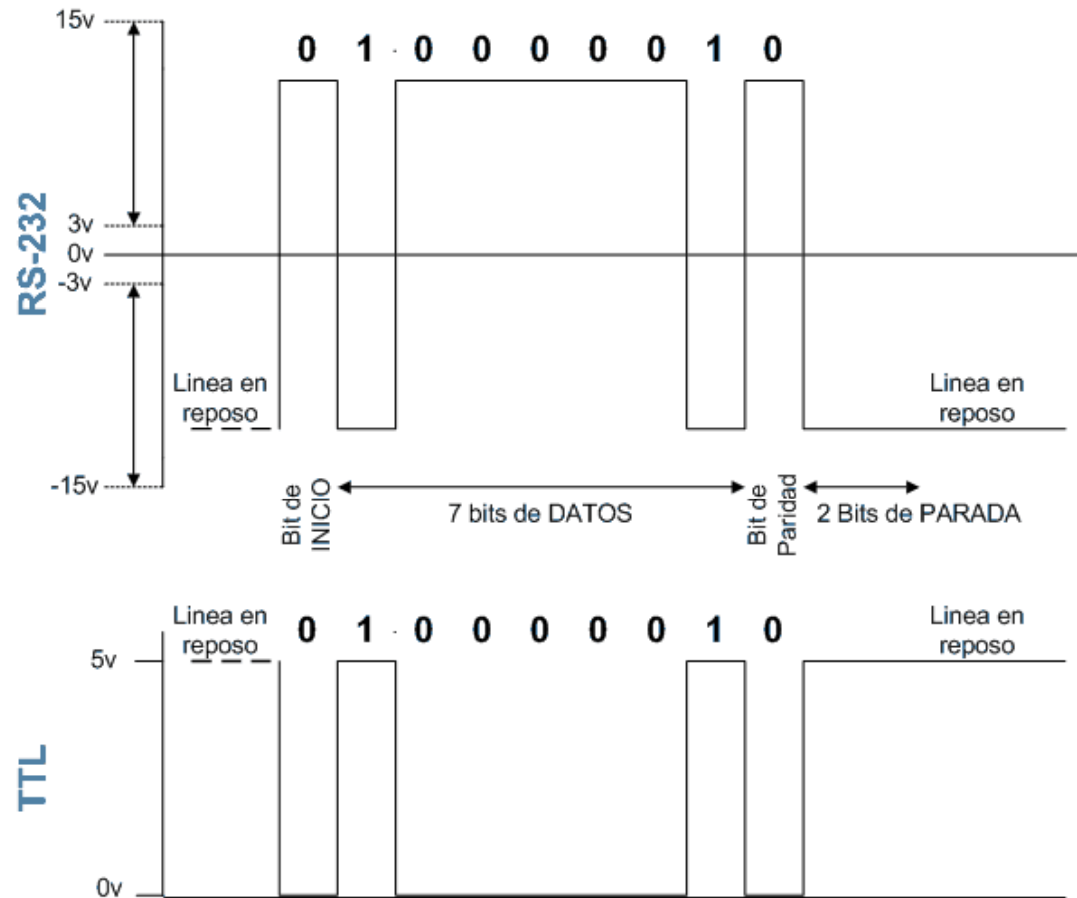 15v
0 1 0 0 0 0 0 1 0
RS-232
3v
0v
-3v
Linea en
reposo
Linea en
reposo
-15v
Bit de
INICIO
7 bits de DATOS
Bit de
Paridad
2 Bits de PARADA
Linea en
reposo
0 1 0 0 0 0 0 1 0
Linea en
reposo
5v
TTL
0v